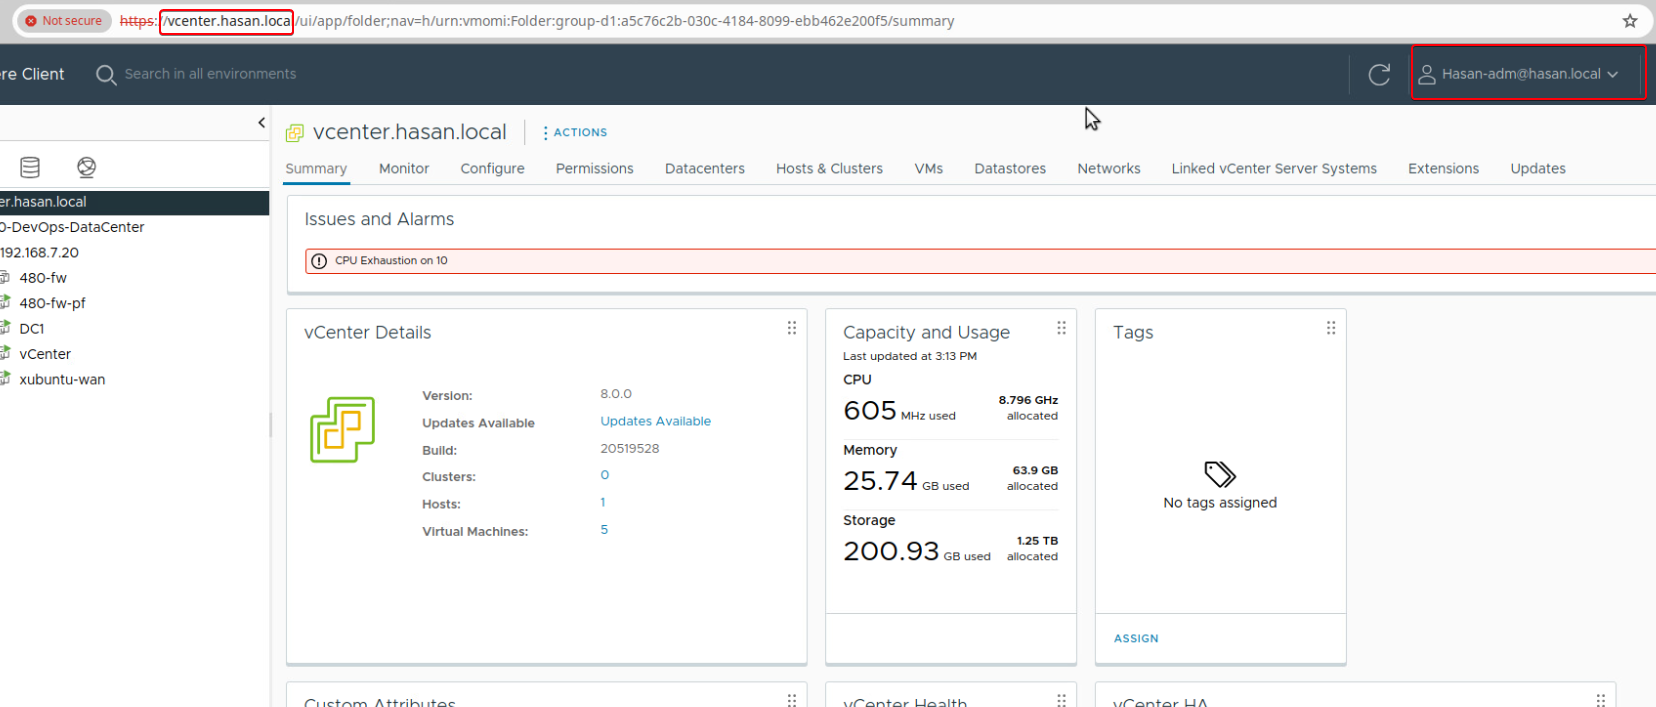 Not secure https://vcenter.hasan.local/ui/app/folder;nav=h/urn:vmomi:Folder:group-d1:a5c76c2b-030c-4184-8099-ebb462e200f5/summary
re Client Search in all environments Hasan-adm@hasan.local
vcenter.hasan.local ACTIONS
Summary Monitor Configure Permissions Datacenters Hosts & Clusters VMs Datastores Networks Linked vCenter Server Systems Extensions Updates
er.hasan.local
0-DevOps-DataCenter
192.168.7.20
480-fw
480-fw-pf
DC1
vCenter
xubuntu-wan
Issues and Alarms
CPU Exhaustion on 10
vCenter Details
Version: 8.0.0
Updates Available Updates Available
Build: 20519528
Clusters: 0
Hosts: 1
Virtual Machines: 5
Capacity and Usage
Last updated at 3:13 PM
CPU
605 MHz used 8.796 GHz allocated
Memory
25.74 GB used 63.9 GB allocated
Storage
200.93 GB used 1.25 TB allocated
Tags
No tags assigned
ASSIGN
Custom Attributes
vCenter Health
vCenter HA